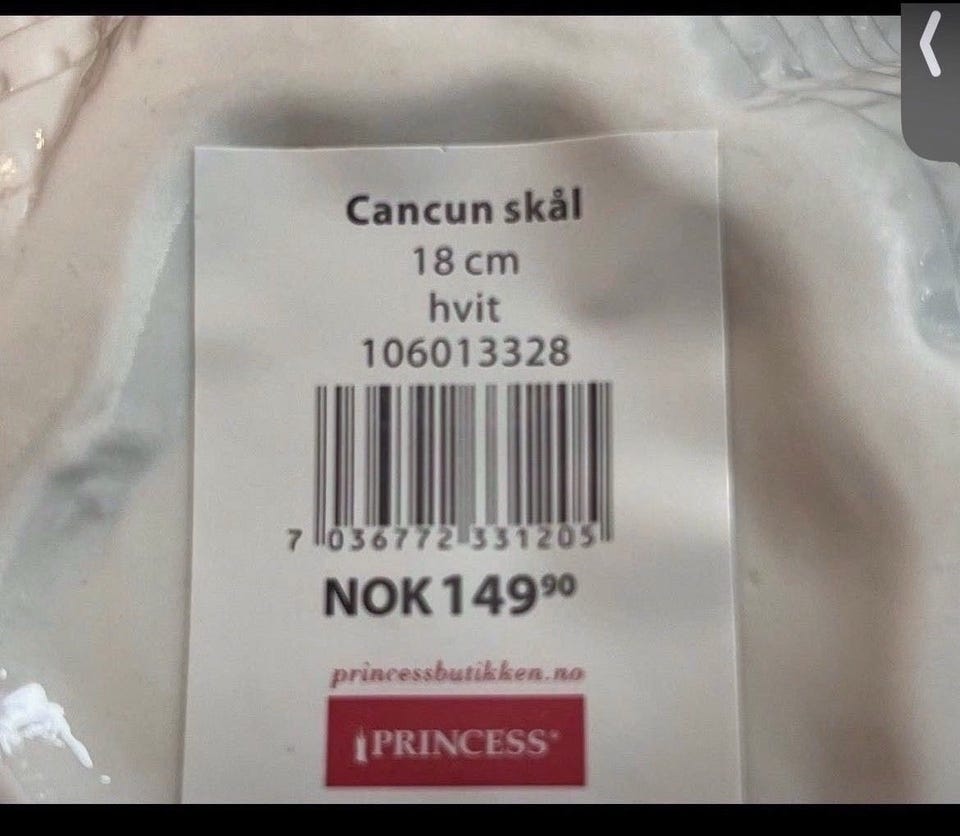 Cancun skål
18 cm
hvit
106013328
7 036772 331205
NOK 149⁹⁰
princessbutikken.no
PRINCESS®